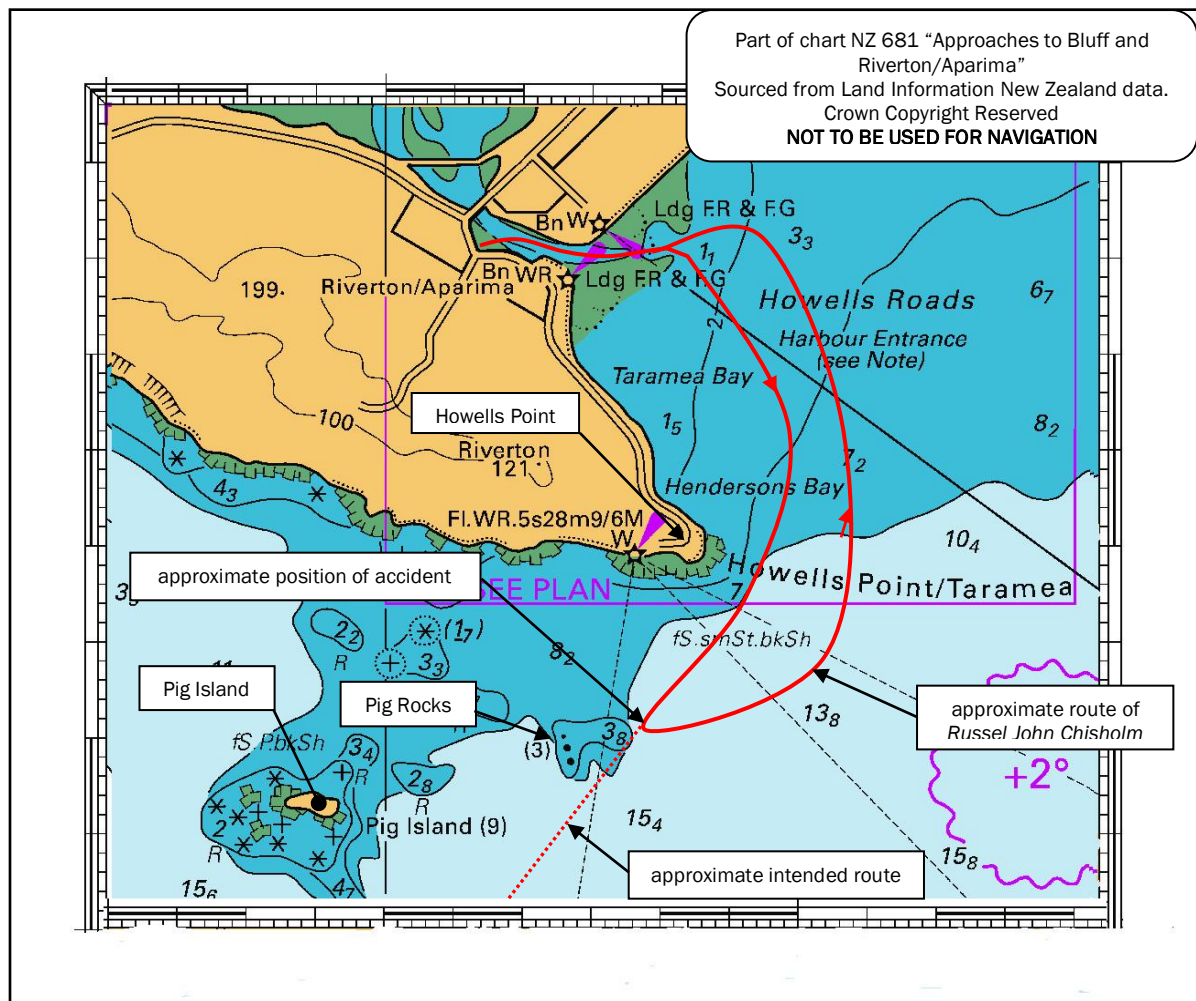 Part of chart NZ 681 “Approaches to Bluff and
Riverton/Aparima”
Sourced from Land Information New Zealand data.
Crown Copyright Reserved
NOT TO BE USED FOR NAVIGATION
Bn W
Ldg F.R & F.G
1₁
3₃
Bn WR
Ldg F.R & F.G
Riverton/Aparima
199.
2
Howells Roads
6₇
Harbour Entrance
(see Note)
Taramea Bay
100
Howells Point
1₅
8₂
Riverton
121
7₂
4₃
Hendersons Bay
Fl.WR.5s28m9/6M
W
10₄
approximate position of accident
Howells Point/Taramea
7
SEE PLAN
2₂
R
(1₇)
3₃
8₂
fS.smSt.bkSh
Pig Island
Pig Rocks
13₈
approximate route of
Russel John Chisholm
fS.P.bkSh
3₄
R
(3)
3₈
2₈
R
+2°
2
R
Pig Island (9)
15₄
15₈
approximate intended route
15₆
4₇